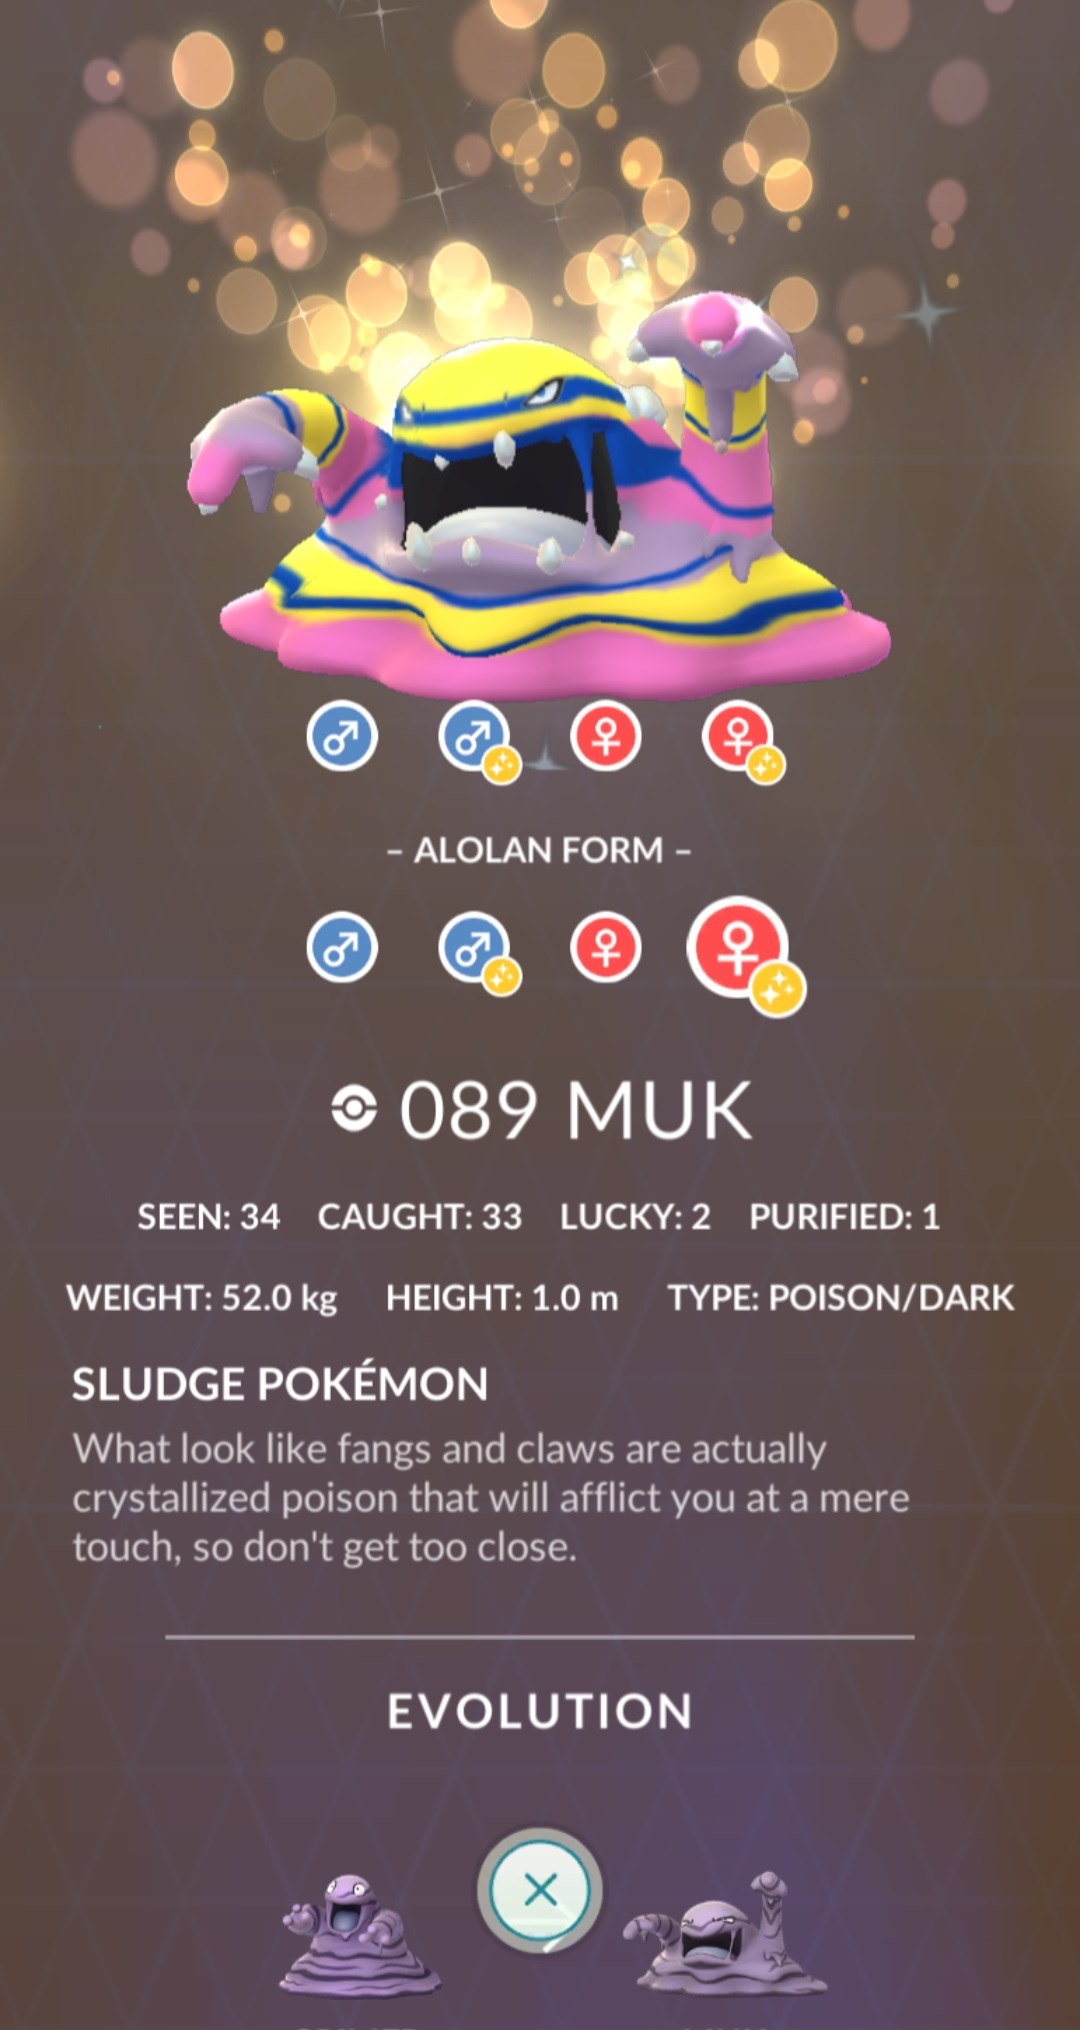 – ALOLAN FORM –
089 MUK
SEEN: 34 CAUGHT: 33 LUCKY: 2 PURIFIED: 1
WEIGHT: 52.0 kg HEIGHT: 1.0 m TYPE: POISON/DARK
SLUDGE POKÉMON
What look like fangs and claws are actually
crystallized poison that will afflict you at a mere
touch, so don't get too close.
EVOLUTION